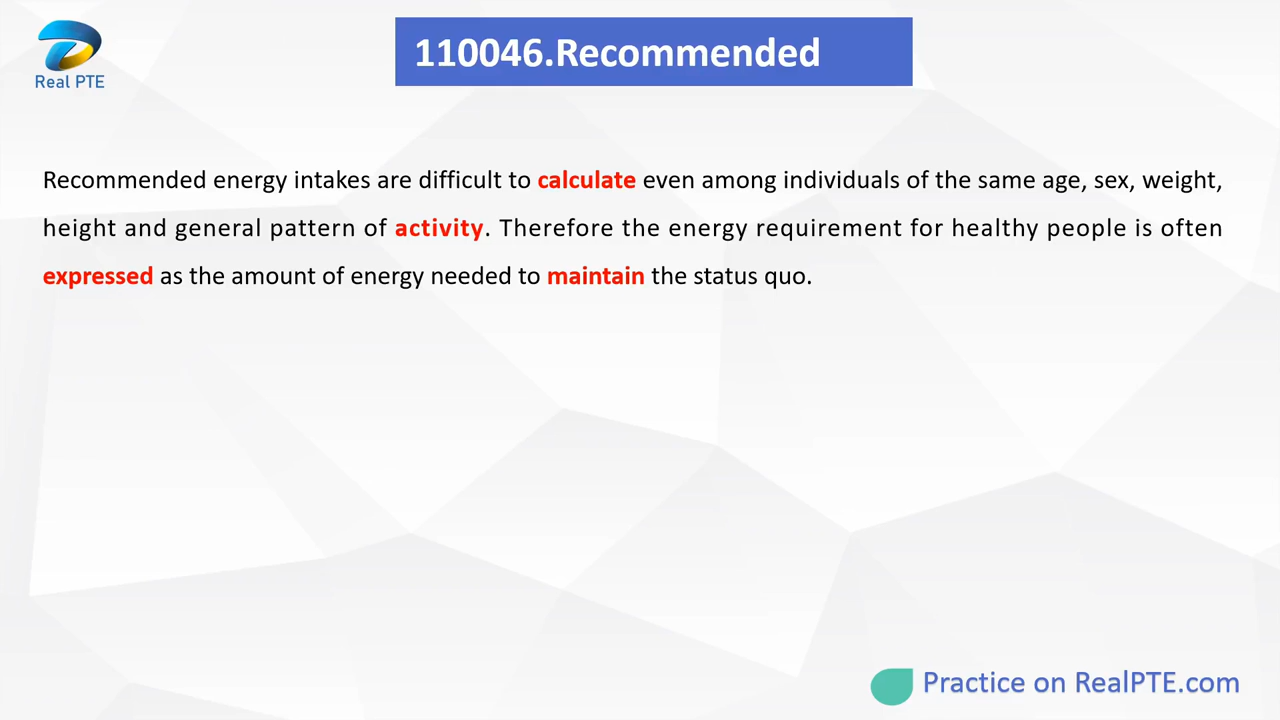 110046.Recommended
Real PTE
Recommended energy intakes are difficult to calculate even among individuals of the same age, sex, weight,
height and general pattern of activity. Therefore the energy requirement for healthy people is often
expressed as the amount of energy needed to maintain the status quo.
Practice on RealPTE.com